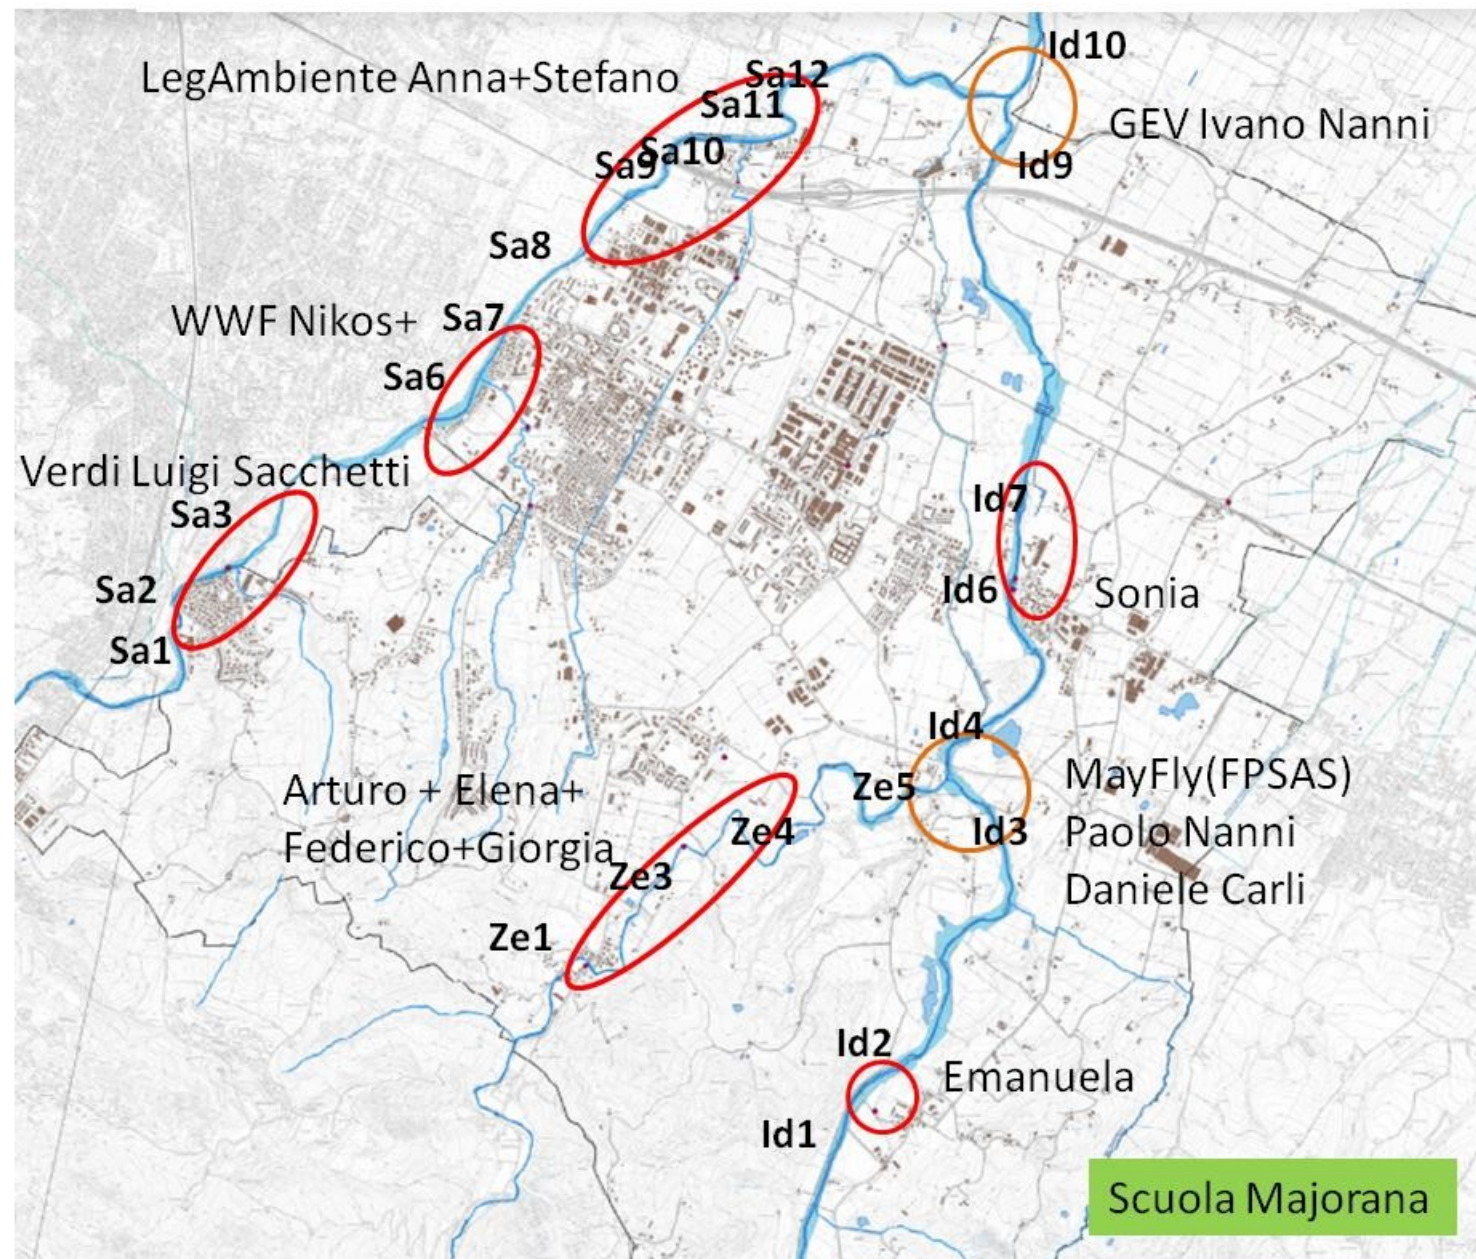 Id10
LegAmbiente Anna+Stefano
Sa12
Sa11
GEV Ivano Nanni
Sa10
Sa9
Id9
Sa8
WWF Nikos+
Sa7
Sa6
Verdi Luigi Sacchetti
Sa3
Id7
Sa2
Id6
Sonia
Sa1
Id4
Arturo + Elena+
Federico+Giorgia
Ze5
MayFly(FPSAS)
Paolo Nanni
Daniele Carli
Ze4
Id3
Ze3
Ze1
Id2
Emanuela
Id1
Scuola Majorana